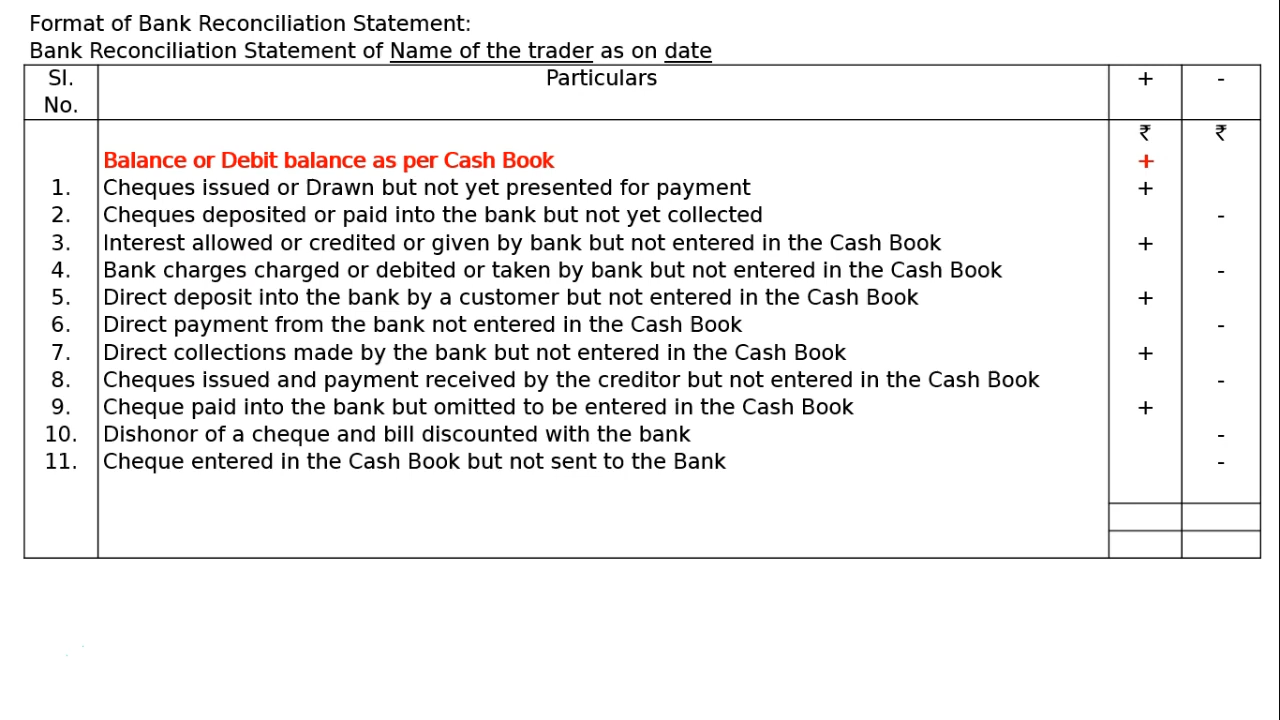 Format of Bank Reconciliation Statement:
Bank Reconciliation Statement of Name of the trader as on date
Sl. No. Particulars + -
₹ ₹
Balance or Debit balance as per Cash Book +
1. Cheques issued or Drawn but not yet presented for payment +
2. Cheques deposited or paid into the bank but not yet collected -
3. Interest allowed or credited or given by bank but not entered in the Cash Book +
4. Bank charges charged or debited or taken by bank but not entered in the Cash Book -
5. Direct deposit into the bank by a customer but not entered in the Cash Book +
6. Direct payment from the bank not entered in the Cash Book -
7. Direct collections made by the bank but not entered in the Cash Book +
8. Cheques issued and payment received by the creditor but not entered in the Cash Book -
9. Cheque paid into the bank but omitted to be entered in the Cash Book +
10. Dishonor of a cheque and bill discounted with the bank -
11. Cheque entered in the Cash Book but not sent to the Bank -